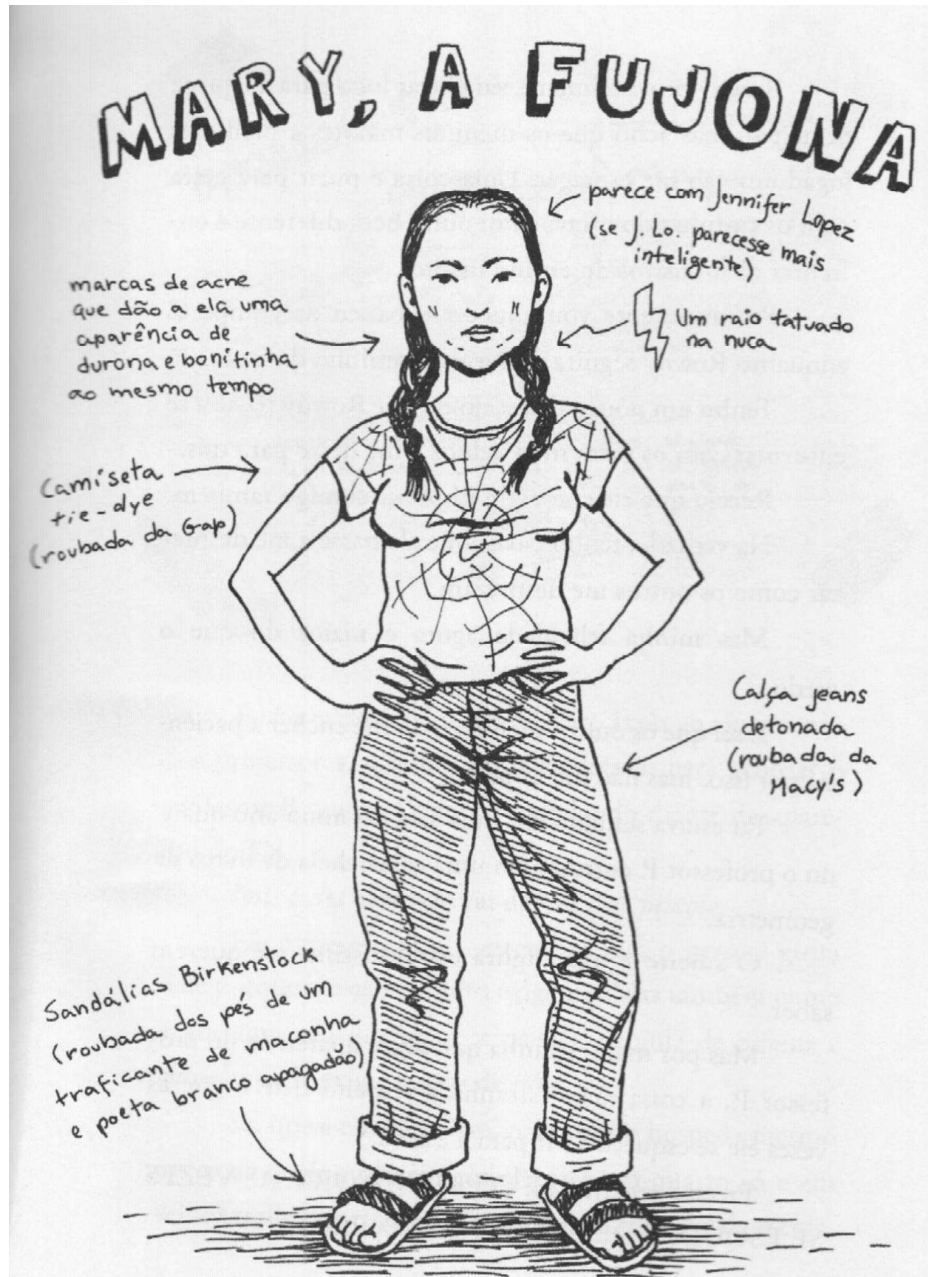 MARY, A FUJONA
parece com Jennifer Lopez
(se J. Lo. parecesse mais
inteligente)
marcas de acne
que dão a ela uma
aparência de
durona e bonitinha
ao mesmo tempo
Um raio tatuado
na nuca
Camiseta
tie-dye
(roubada da Gap)
Calça jeans
detonada
(roubada da
Macy's)
Sandálias Birkenstock
(roubada dos pés de um
traficante de maconha
e poeta branco apagadão)